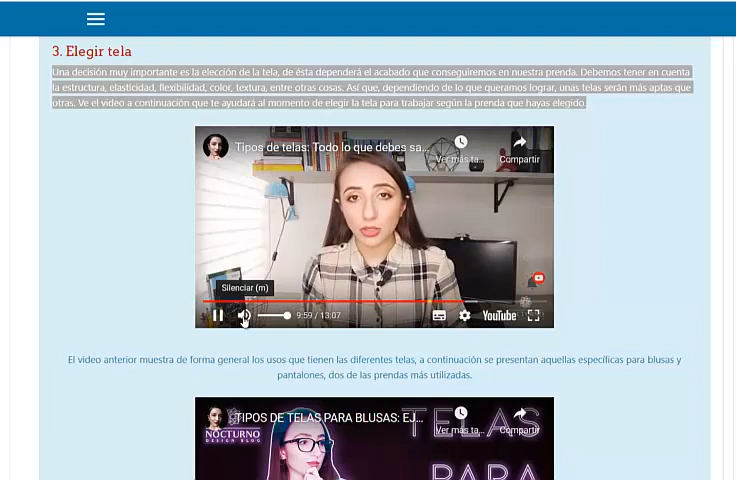 3. Elegir tela
Una decisión muy importante es la elección de la tela, de ésta dependerá el acabado que conseguiremos en nuestra prenda. Debemos tener en cuenta
la estructura, elasticidad, flexibilidad, color, textura, entre otras cosas. Así que, dependiendo de lo que queramos lograr, unas telas serán más aptas que
otras. Ve el video a continuación que te ayudará al momento de elegir la tela para trabajar según la prenda que hayas elegido.
Tipos de telas: Todo lo que debes sa...
Ver más ta...
Compartir
Silenciar (m)
9:59 / 13:07
YouTube
El video anterior muestra de forma general los usos que tienen las diferentes telas, a continuación se presentan aquellas específicas para blusas y
pantalones, dos de las prendas más utilizadas.
TIPOS DE TELAS PARA BLUSAS: EJ...
Ver más ta...
Compartir
NOCTURNO
DESIGN BLOG
TELAS
PARA